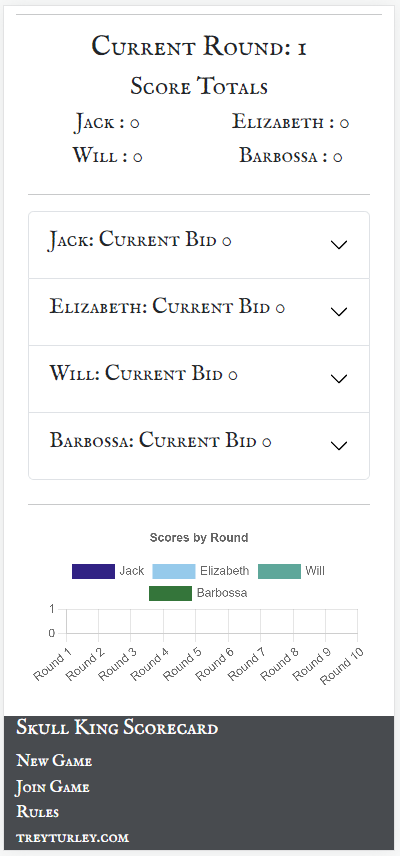 Current Round: 1
Score Totals
Jack : 0
Elizabeth : 0
Will : 0
Barbossa : 0
Jack: Current Bid 0
Elizabeth: Current Bid 0
Will: Current Bid 0
Barbossa: Current Bid 0
Scores by Round
Jack Elizabeth Will
Barbossa
1
0
Round 1 Round 2 Round 3 Round 4 Round 5 Round 6 Round 7 Round 8 Round 9 Round 10
Skull King Scorecard
New Game
Join Game
Rules
treyturley.com